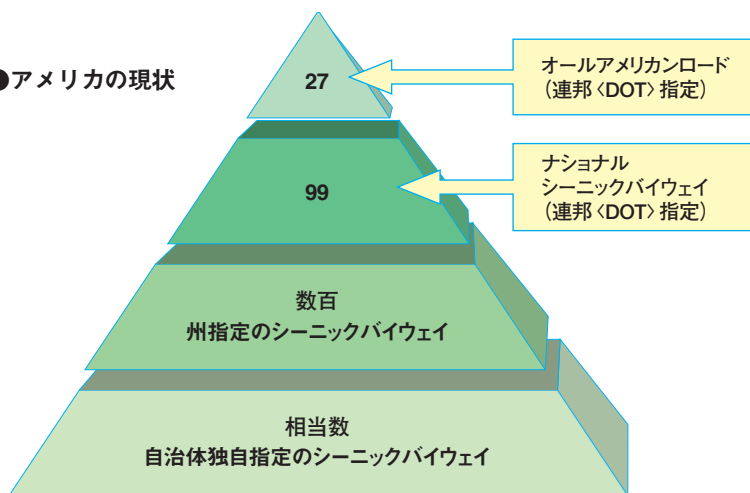 ●アメリカの現状
27
オールアメリカンロード
（連邦〈DOT〉指定）
99
ナショナル
シーニックバイウェイ
（連邦〈DOT〉指定）
数百
州指定のシーニックバイウェイ
相当数
自治体独自指定のシーニックバイウェイ